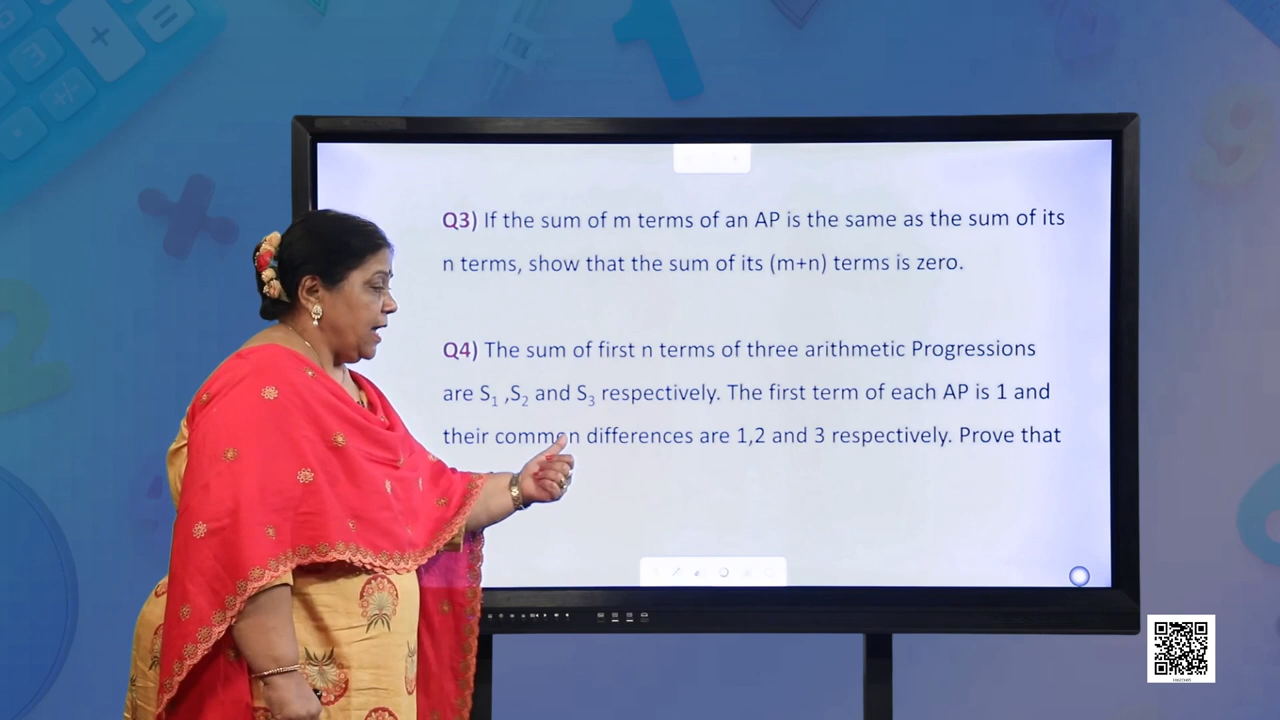 Q3) If the sum of m terms of an AP is the same as the sum of its
n terms, show that the sum of its (m+n) terms is zero.
Q4) The sum of first n terms of three arithmetic Progressions
are S₁ ,S₂ and S₃ respectively. The first term of each AP is 1 and
their common differences are 1,2 and 3 respectively. Prove that